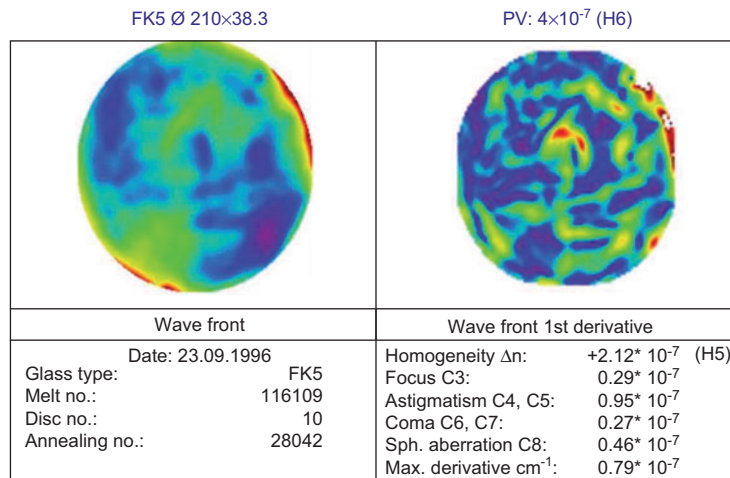 FK5 Ø 210×38.3
PV: 4×10⁻⁷ (H6)
Wave front
Wave front 1st derivative
Date: 23.09.1996
Glass type: FK5
Melt no.: 116109
Disc no.: 10
Annealing no.: 28042
Homogeneity Δn: +2.12* 10⁻⁷ (H5)
Focus C3: 0.29* 10⁻⁷
Astigmatism C4, C5: 0.95* 10⁻⁷
Coma C6, C7: 0.27* 10⁻⁷
Sph. aberration C8: 0.46* 10⁻⁷
Max. derivative cm⁻¹: 0.79* 10⁻⁷